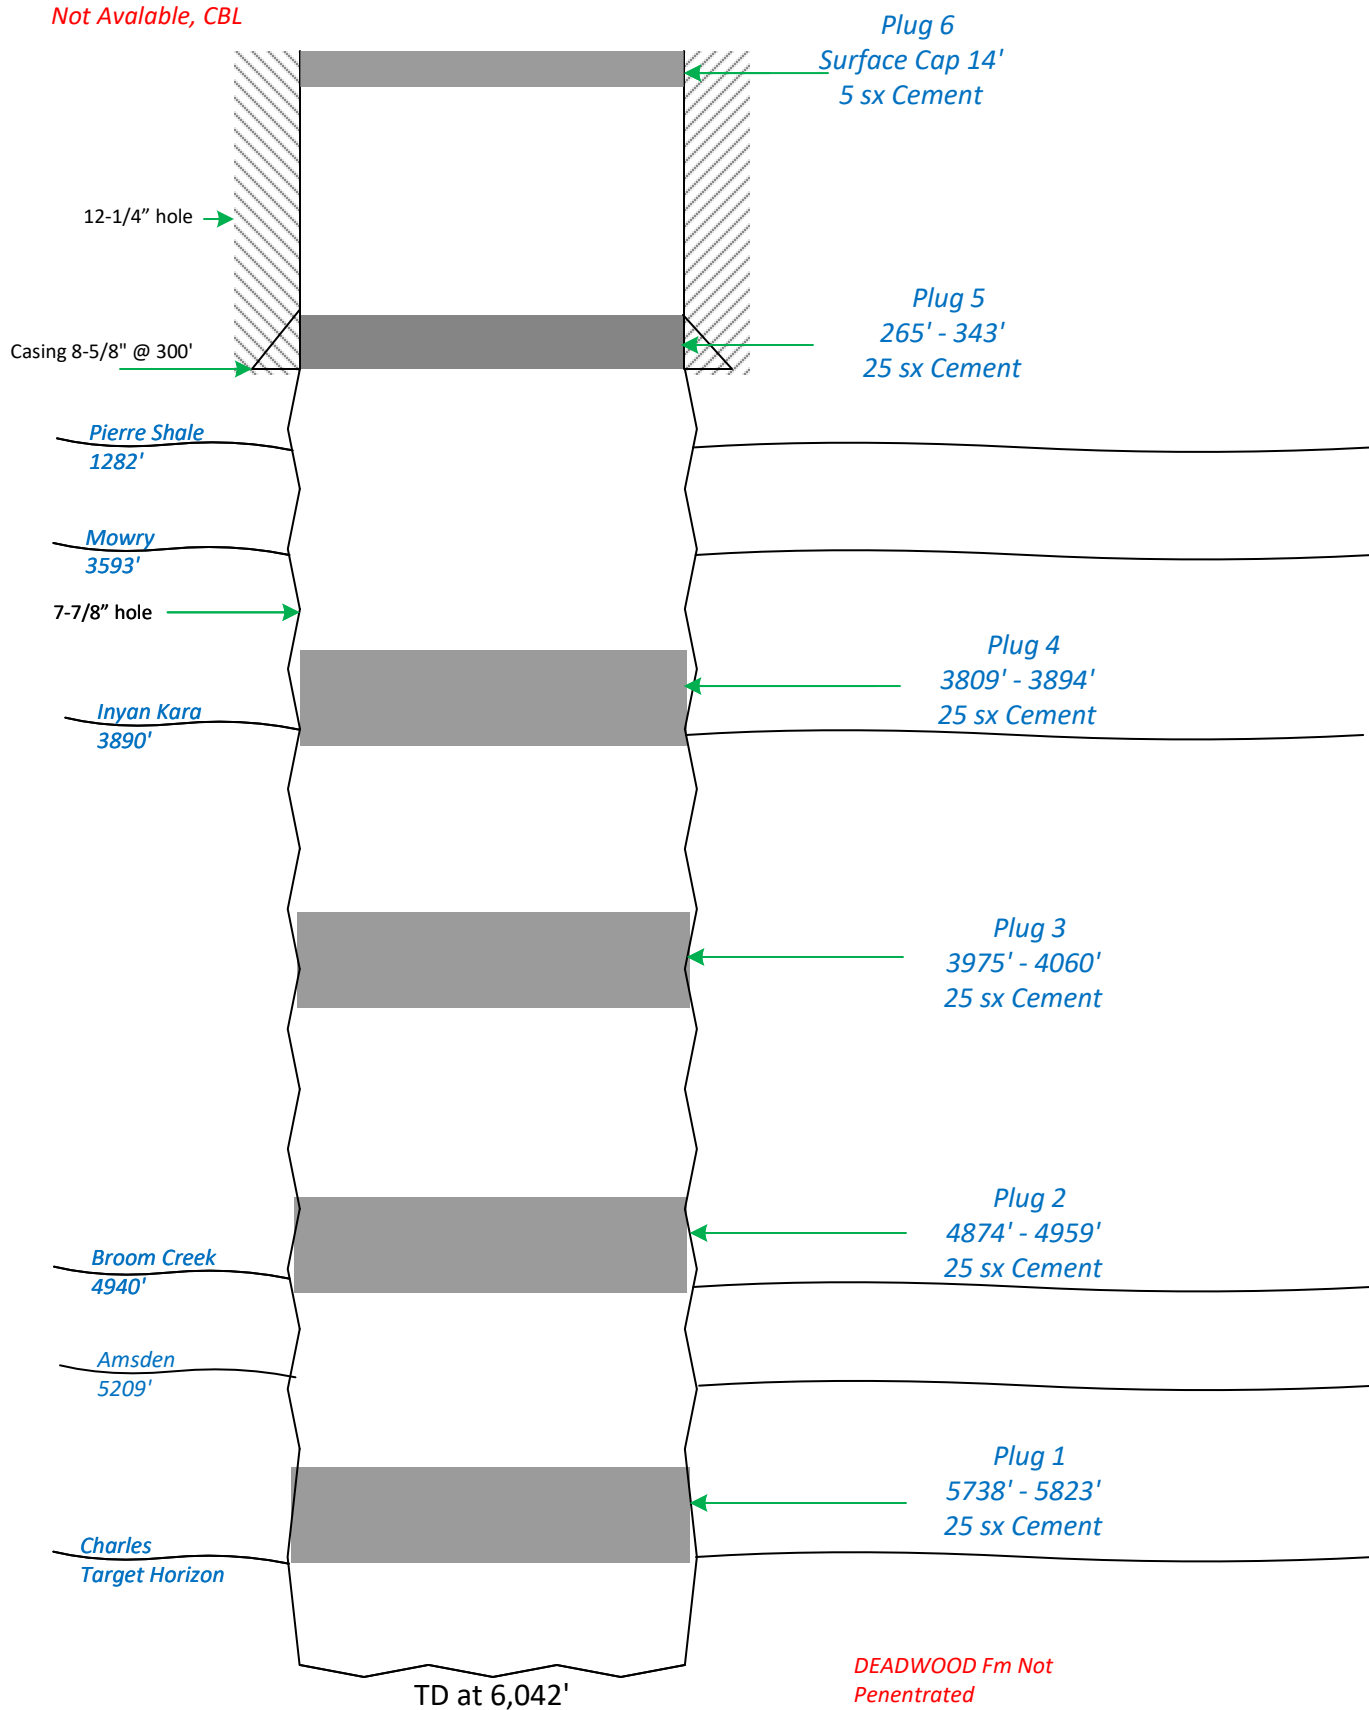 Not Avalable, CBL
Plug 6
Surface Cap 14'
5 sx Cement
12-1/4” hole
Plug 5
265' - 343'
25 sx Cement
Casing 8-5/8" @ 300'
Pierre Shale
1282'
Mowry
3593'
7-7/8” hole
Plug 4
3809' - 3894'
25 sx Cement
Inyan Kara
3890'
Plug 3
3975' - 4060'
25 sx Cement
Plug 2
4874' - 4959'
25 sx Cement
Broom Creek
4940'
Amsden
5209'
Plug 1
5738' - 5823'
25 sx Cement
Charles
Target Horizon
DEADWOOD Fm Not
Penentrated
TD at 6,042'